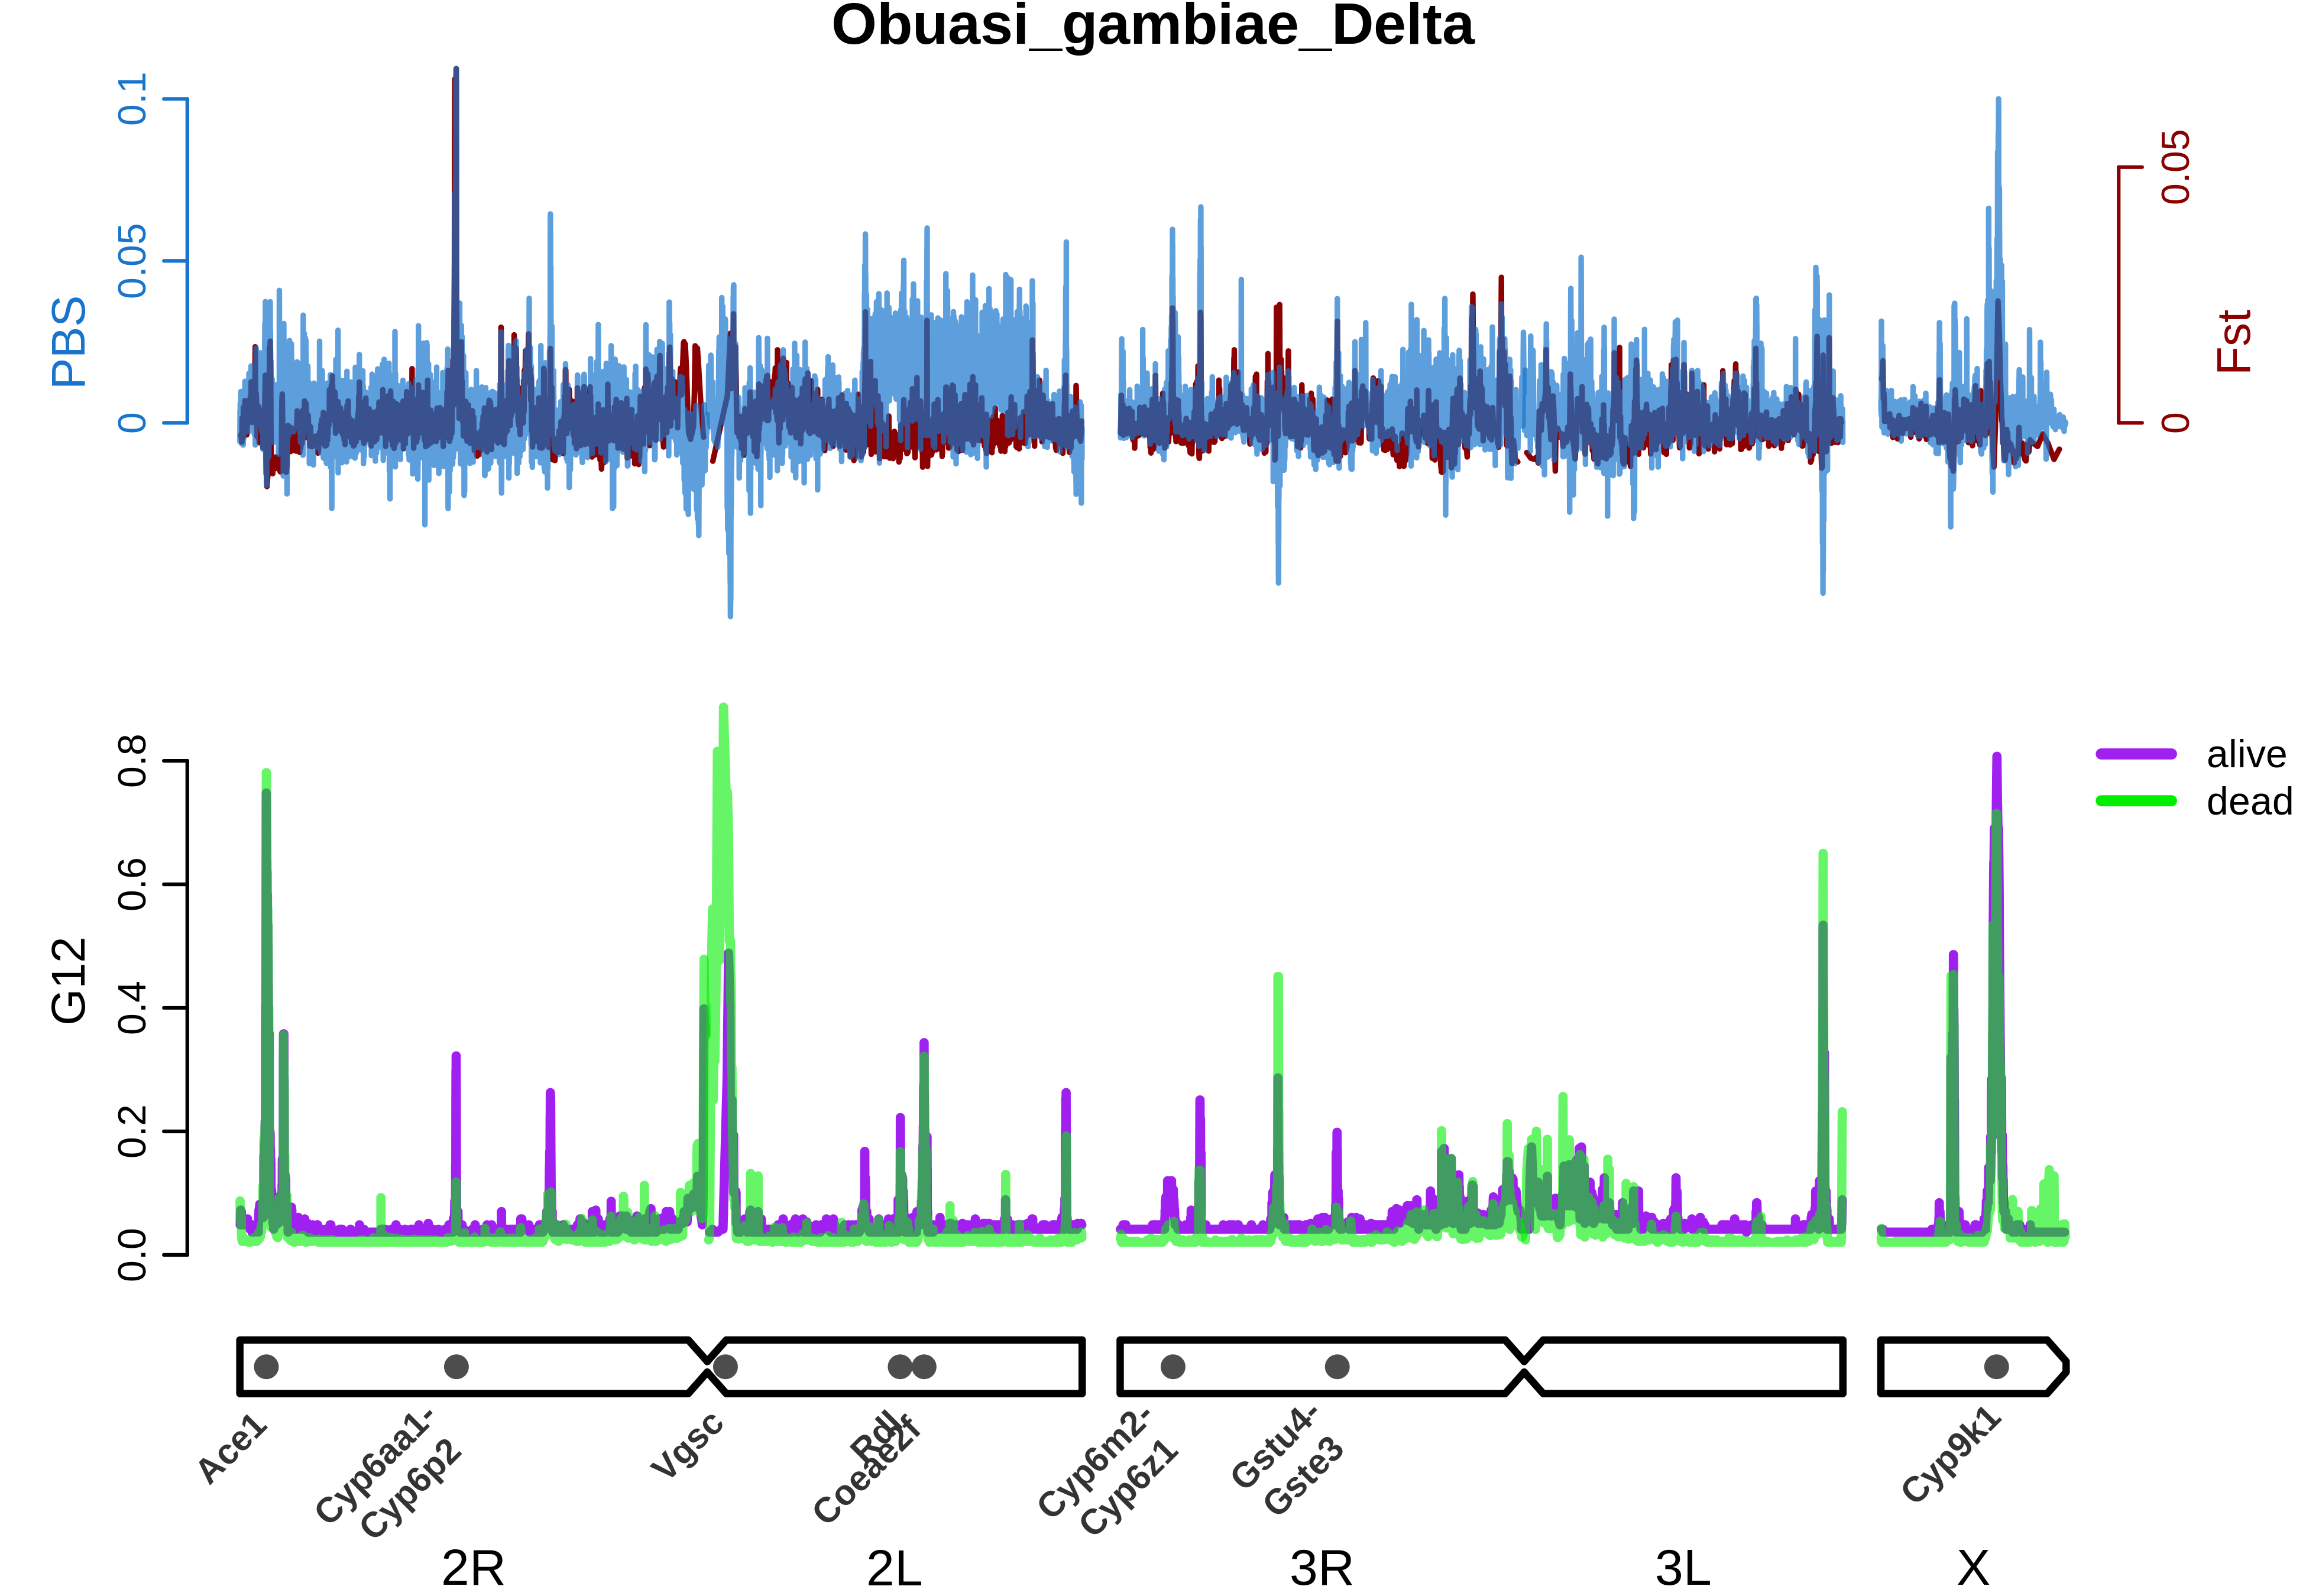 Obuasi_gambiae_Delta
PBS
0.1
0.05
0
Fst
0.05
0
G12
0.8
0.6
0.4
0.2
0.0
alive
dead
Ace1
Cyp6aa1-
Cyp6p2
Vgsc
Rdl
Coeae2f
Cyp6m2-
Cyp6z1
Gstu4-
Gste3
Cyp9k1
2R
2L
3R
3L
X